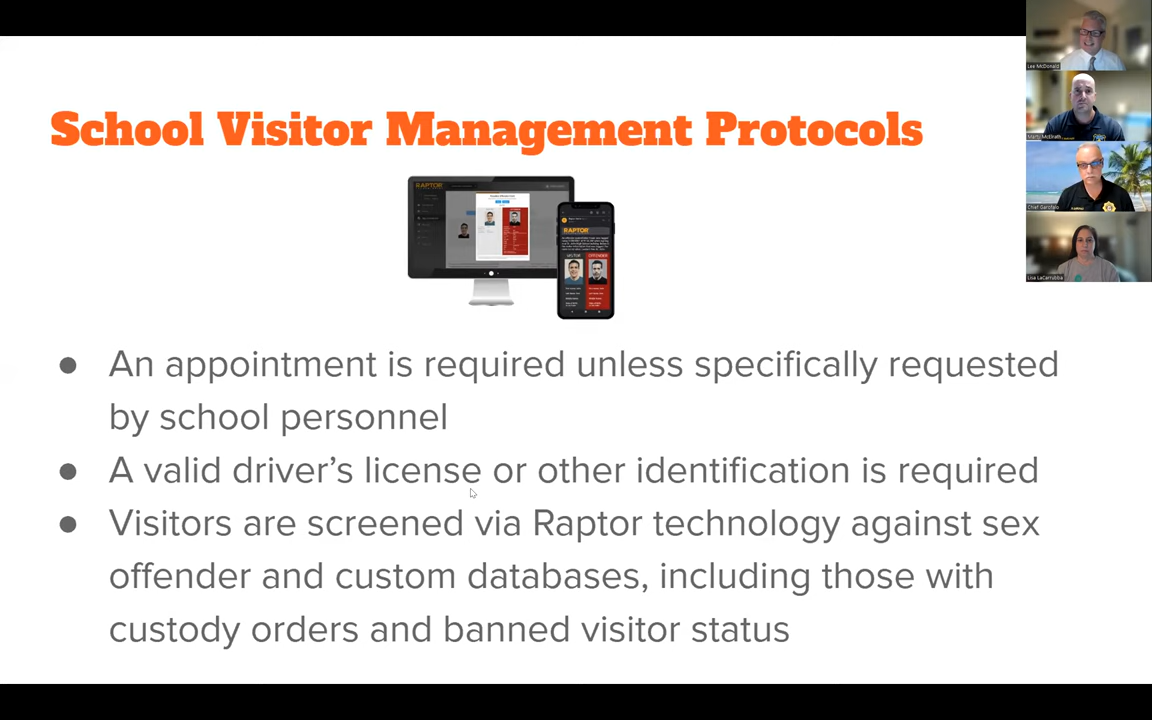 School Visitor Management Protocols
RAPTOR
RAPTOR
VISITOR
OFFENDER
An appointment is required unless specifically requested
by school personnel
A valid driver’s license or other identification is required
Visitors are screened via Raptor technology against sex
offender and custom databases, including those with
custody orders and banned visitor status
Lee McDonald
McElrath
Chief Garofalo
Lisa LaCarrubba